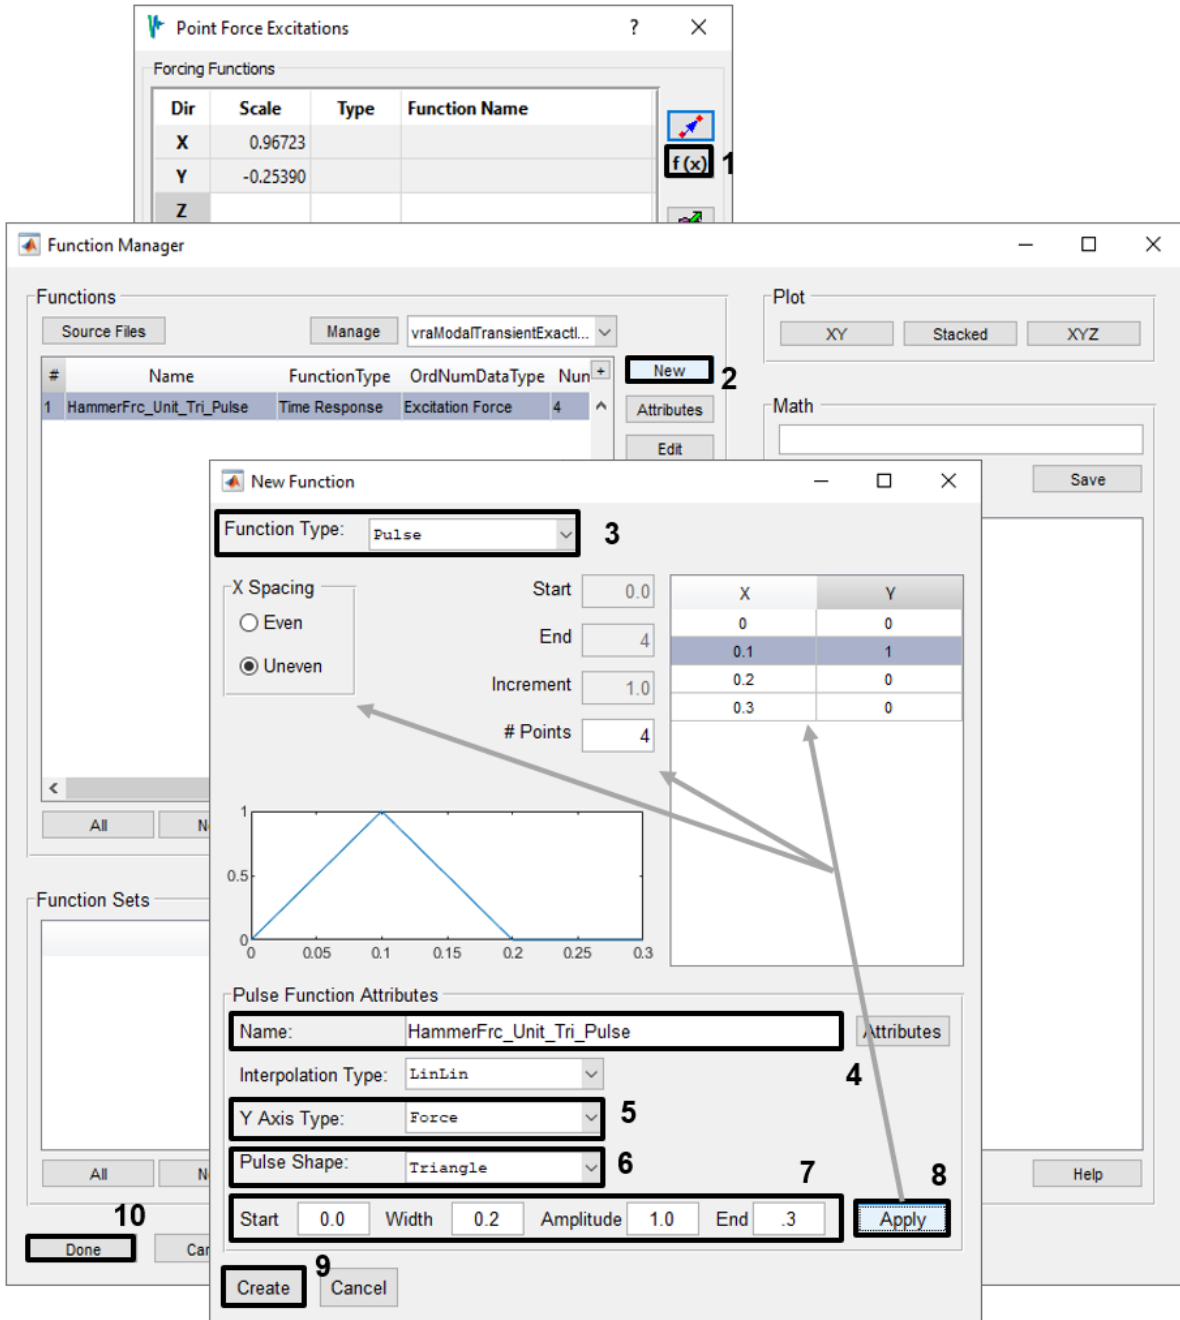 Point Force Excitations ?
Forcing Functions
Dir Scale Type Function Name
X 0.96723
Y -0.25390
Z
f(x) 1
Function Manager
Functions
Source Files Manage vraModalTransientExactI...
# Name FunctionType OrdNumDataType Nun +
1 HammerFrc_Unit_Tri_Pulse Time Response Excitation Force 4
New 2
Attributes
Edit
Plot
XY Stacked XYZ
Math
Save
New Function
Function Type: Pulse 3
X Spacing
Even
Uneven
Start 0.0
End 4
Increment 1.0
# Points 4
X Y
0 0
0.1 1
0.2 0
0.3 0
1
0.5
0
0 0.05 0.1 0.15 0.2 0.25 0.3
All N
Function Sets
All N
10
Done Can
Pulse Function Attributes
Name: HammerFrc_Unit_Tri_Pulse Attributes
4
Interpolation Type: LinLin
Y Axis Type: Force 5
Pulse Shape: Triangle 6
7
Start 0.0 Width 0.2 Amplitude 1.0 End .3
8
Apply
Help
9
Create Cancel